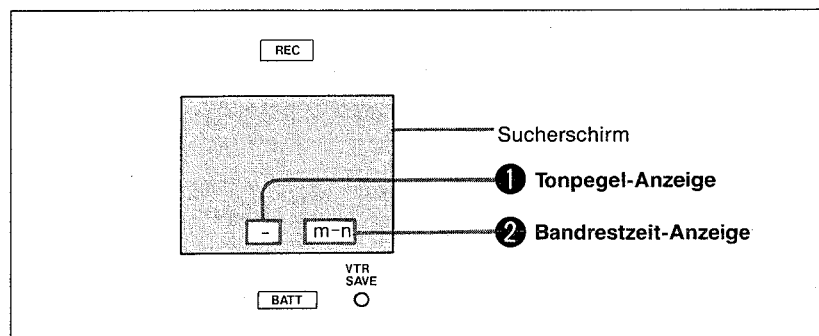 REC
Sucherschirm
❶ Tonpegel-Anzeige
– m–n ❷ Bandrestzeit-Anzeige
VTR
SAVE
BATT